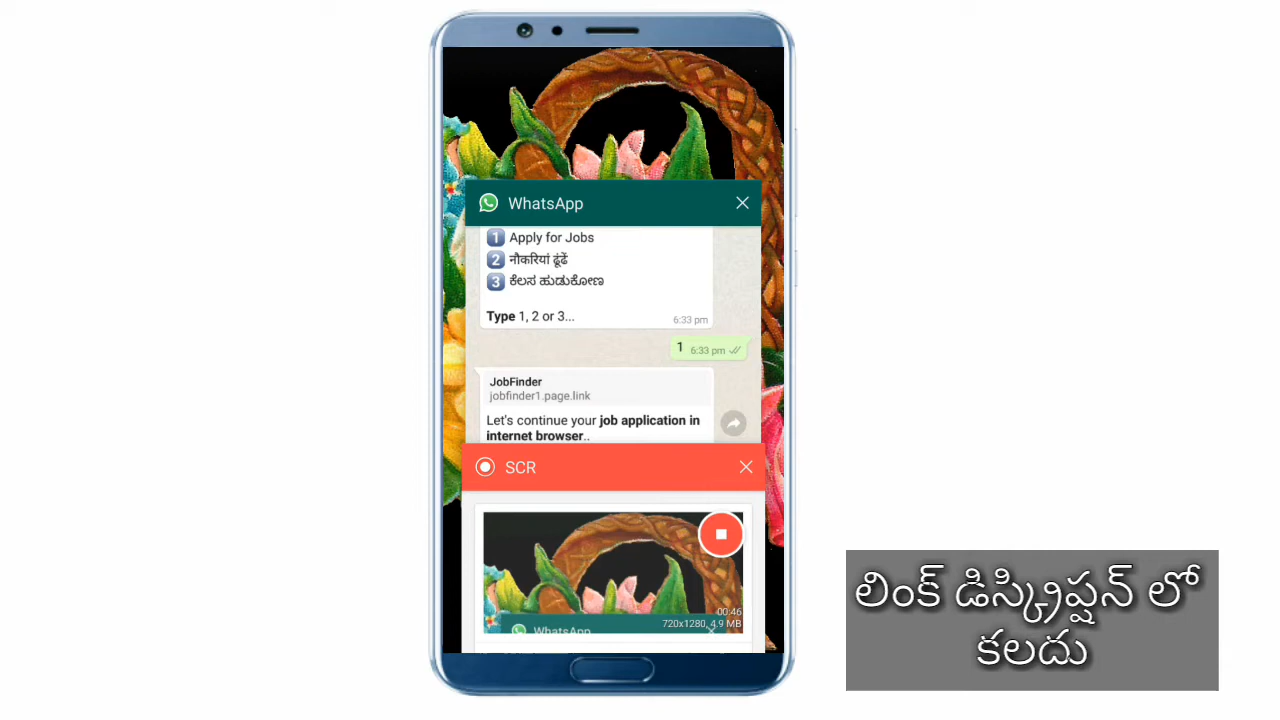 WhatsApp
1 Apply for Jobs
2 नौकरियां ढूंढें
3 ಕೆಲಸ ಹುಡುಕೋಣ
Type 1, 2 or 3...
6:33 pm
1 6:33 pm
JobFinder
jobfinder1.page.link
Let's continue your job application in
internet browser..
SCR
00:46
720x1280, 4.9 MB
WhatsApp
లింక్ డిస్క్రిప్షన్ లో
కలదు